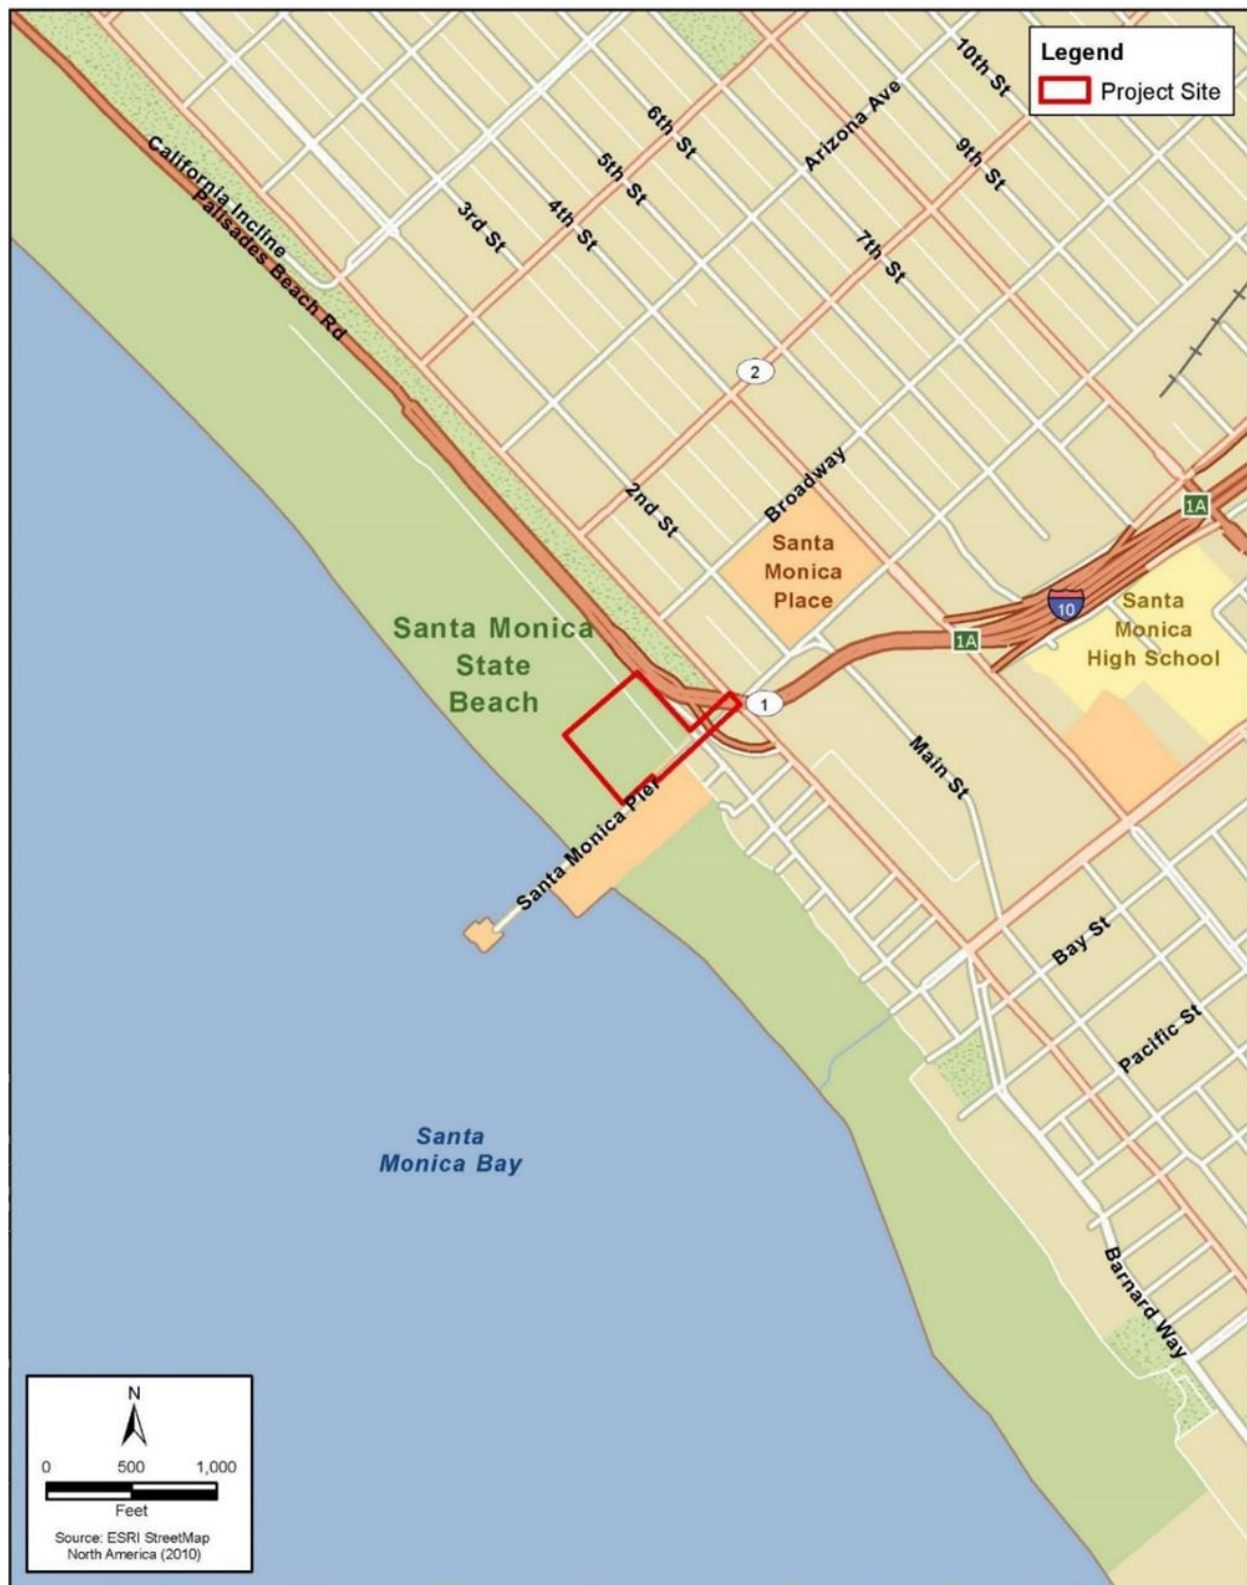 Legend
Project Site
10th St
Arizona Ave
6th St
9th St
California Incline
5th St
Palisades Beach Rd
3rd St
4th St
7th St
2
Broadway
2nd St
1A
Santa
Monica
Place
10
Santa
Monica
High School
1A
Santa Monica
State
Beach
1
Main St
Santa Monica Pier
Bay St
Pacific St
Santa
Monica Bay
Barnard Way
N
0 500 1,000
Feet
Source: ESRI StreetMap
North America (2010)